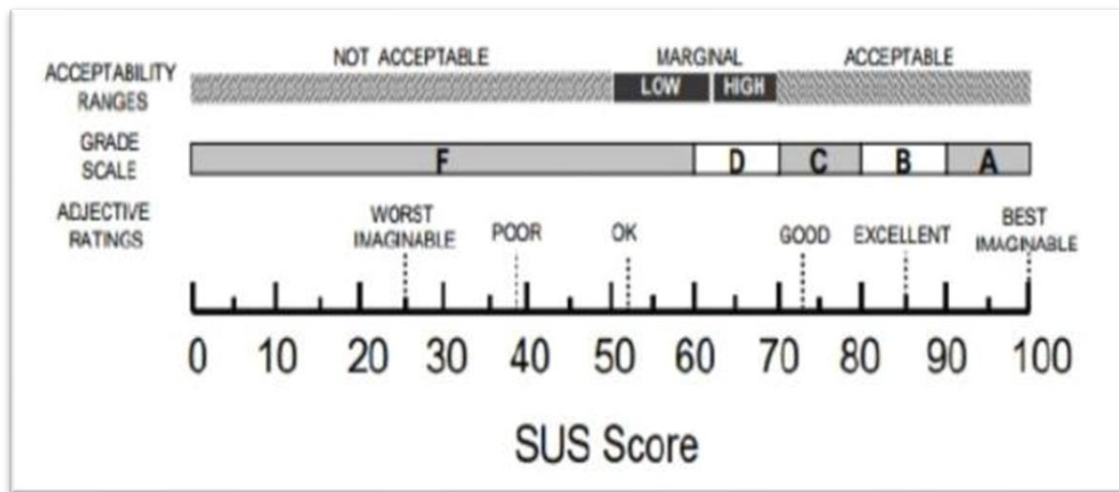 NOT ACCEPTABLE MARGINAL ACCEPTABLE
ACCEPTABILITY RANGES
LOW HIGH
GRADE SCALE
F D C B A
ADJECTIVE RATINGS
WORST IMAGINABLE
POOR
OK
GOOD
EXCELLENT
BEST IMAGINABLE
0 10 20 30 40 50 60 70 80 90 100
SUS Score